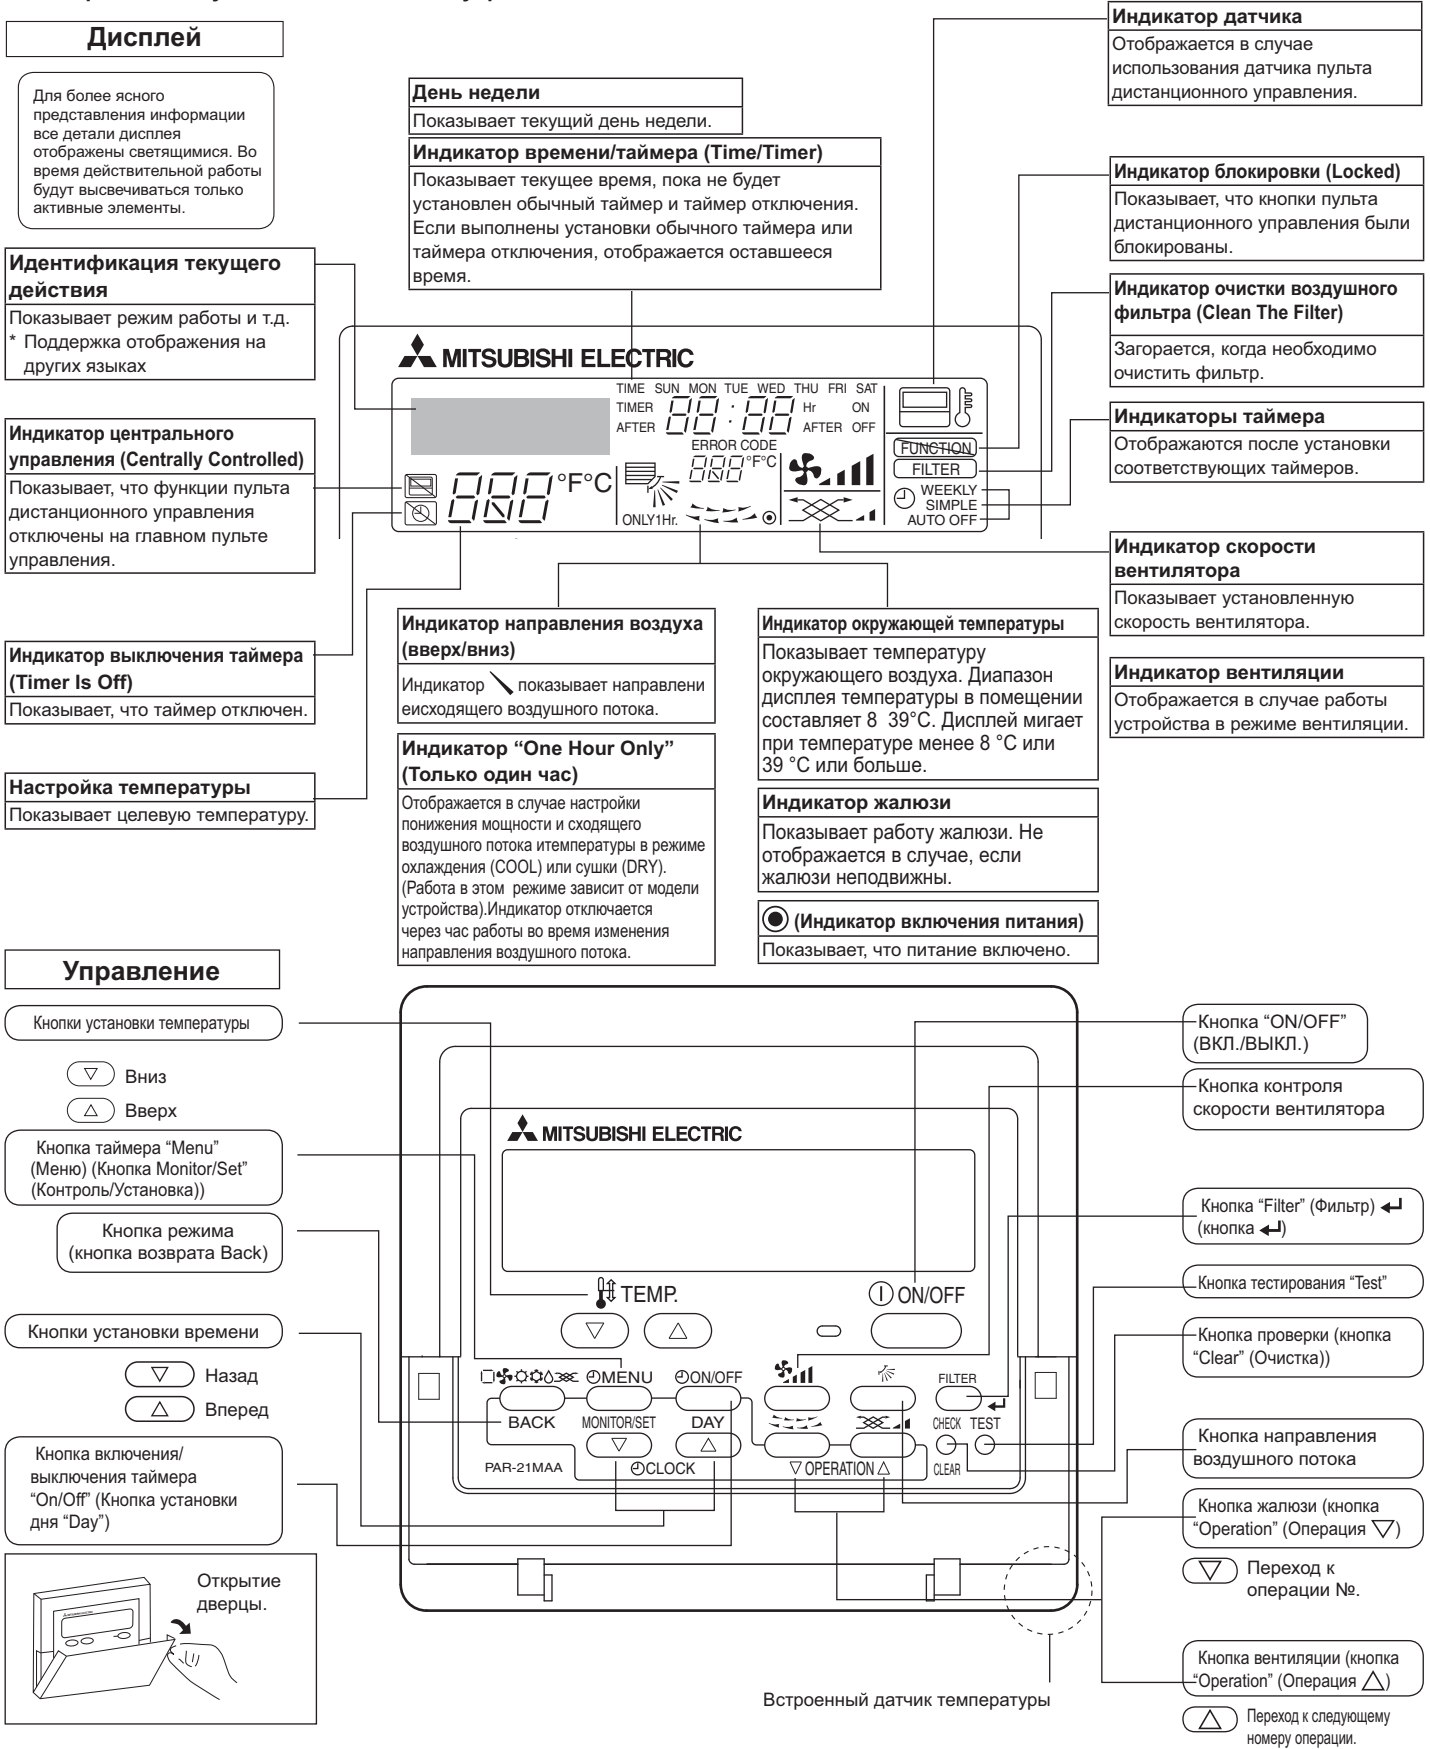 Дисплей
Для более ясного
представления информации
все детали дисплея
отображены светящимися. Во
время действительной работы
будут высвечиваться только
активные элементы.
День недели
Показывает текущий день недели.
Индикатор времени/таймера (Time/Timer)
Показывает текущее время, пока не будет
установлен обычный таймер и таймер отключения.
Если выполнены установки обычного таймера или
таймера отключения, отображается оставшееся
время.
Индикатор датчика
Отображается в случае
использования датчика пульта
дистанционного управления.
Индикатор блокировки (Locked)
Показывает, что кнопки пульта
дистанционного управления были
блокированы.
Индикатор очистки воздушного
фильтра (Clean The Filter)
Загорается, когда необходимо
очистить фильтр.
Индикаторы таймера
Отображаются после установки
соответствующих таймеров.
Индикатор скорости
вентилятора
Показывает установленную
скорость вентилятора.
Индикатор вентиляции
Отображается в случае работы
устройства в режиме вентиляции.
Идентификация текущего
действия
Показывает режим работы и т.д.
* Поддержка отображения на
других языках
Индикатор центрального
управления (Centrally Controlled)
Показывает, что функции пульта
дистанционного управления
отключены на главном пульте
управления.
Индикатор выключения таймера
(Timer Is Off)
Показывает, что таймер отключен.
Настройка температуры
Показывает целевую температуру.
MITSUBISHI ELECTRIC
TIME SUN MON TUE WED THU FRI SAT
TIMER 88:88 Hr ON
AFTER AFTER OFF
ERROR CODE
°F°C
°F°C
ONLY1Hr.
FUNCTION
FILTER
WEEKLY
SIMPLE
AUTO OFF
Индикатор направления воздуха
(вверх/вниз)
Индикатор показывает направлени
еисходящего воздушного потока.
Индикатор “One Hour Only”
(Только один час)
Отображается в случае настройки
понижения мощности и сходящего
воздушного потока итемпературы в режиме
охлаждения (COOL) или сушки (DRY).
(Работа в этом режиме зависит от модели
устройства).Индикатор отключается
через час работы во время изменения
направления воздушного потока.
Индикатор окружающей температуры
Показывает температуру
окружающего воздуха. Диапазон
дисплея температуры в помещении
составляет 8 39°C. Дисплей мигает
при температуре менее 8 °C или
39 °C или больше.
Индикатор жалюзи
Показывает работу жалюзи. Не
отображается в случае, если
жалюзи неподвижны.
(Индикатор включения питания)
Показывает, что питание включено.
Управление
Кнопки установки температуры
▽ Вниз
△ Вверх
Кнопка таймера “Menu”
(Меню) (Кнопка Monitor/Set”
(Контроль/Установка))
Кнопка режима
(кнопка возврата Back)
Кнопки установки времени
▽ Назад
△ Вперед
Кнопка включения/
выключения таймера
“On/Off” (Кнопка установки
дня “Day”)
Открытие
дверцы.
MITSUBISHI ELECTRIC
TEMP. ON/OFF
▽ △
MENU ON/OFF FILTER
BACK MONITOR/SET DAY CHECK TEST
▽ △
PAR-21MAA CLOCK ▽ OPERATION △ CLEAR
Встроенный датчик температуры
Кнопка “ON/OFF”
(ВКЛ./ВЫКЛ.)
Кнопка контроля
скорости вентилятора
Кнопка “Filter” (Фильтр) ↵
(кнопка ↵)
Кнопка тестирования “Test”
Кнопка проверки (кнопка
“Clear” (Очистка))
Кнопка направления
воздушного потока
Кнопка жалюзи (кнопка
“Operation” (Операция ▽)
▽ Переход к
операции №.
Кнопка вентиляции (кнопка
“Operation” (Операция △)
△ Переход к следующему
номеру операции.